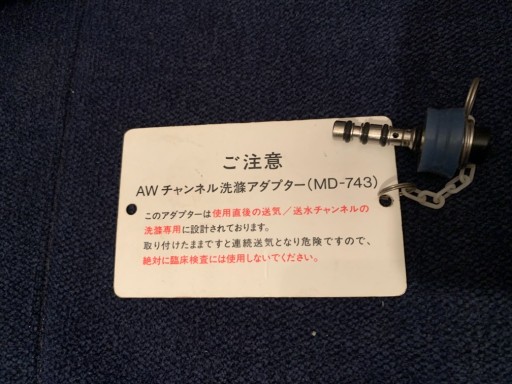 ご注意
AWチャンネル洗滌アダプター(MD-743)
このアダプターは使用直後の送気/送水チャンネルの
洗滌専用に設計されております。
取り付けたままですと連続送気となり危険ですので、
絶対に臨床検査には使用しないでください。